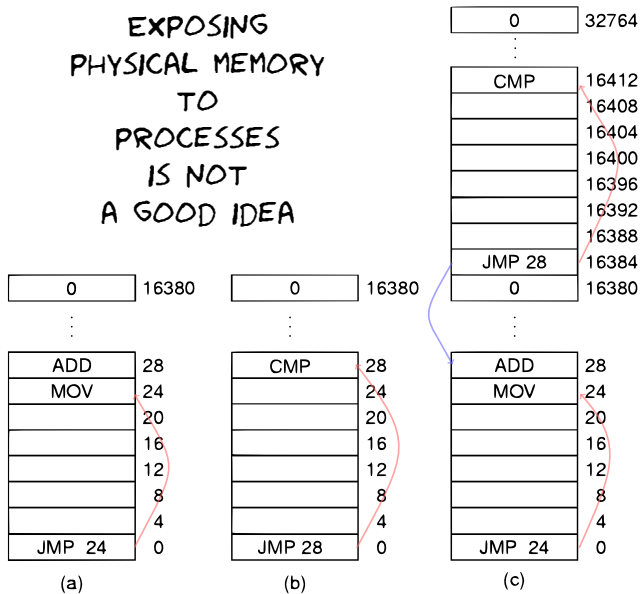 EXPOSING
PHYSICAL MEMORY
TO
PROCESSES
IS NOT
A GOOD IDEA
0 16380
⋮
ADD 28
MOV 24
20
16
12
8
4
JMP 24 0
(a)
0 16380
⋮
CMP 28
24
20
16
12
8
4
JMP 28 0
(b)
0 32764
⋮
CMP 16412
16408
16404
16400
16396
16392
16388
JMP 28 16384
0 16380
⋮
ADD 28
MOV 24
20
16
12
8
4
JMP 24 0
(c)